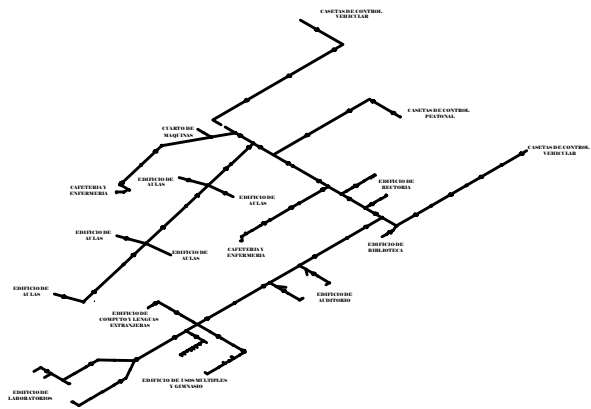 CASETAS DE CONTROL
VEHICULAR
CASETAS DE CONTROL
PEATONAL
CUARTO DE
MAQUINAS
CASETAS DE CONTROL
VEHICULAR
EDIFICIO DE
AULAS
EDIFICIO DE
RECTORIA
CAFETERIA Y
ENFERMERIA
EDIFICIO DE
AULAS
EDIFICIO DE
AULAS
EDIFICIO DE
BIBLIOTECA
CAFETERIA Y
ENFERMERIA
EDIFICIO DE
AULAS
EDIFICIO DE
AULAS
EDIFICIO DE
AUDITORIO
EDIFICIO DE
COMPUTO Y LENGUAS
EXTRANJERAS
EDIFICIO DE USOS MULTIPLES
Y GIMNASIO
EDIFICIO DE
LABORATORIOS